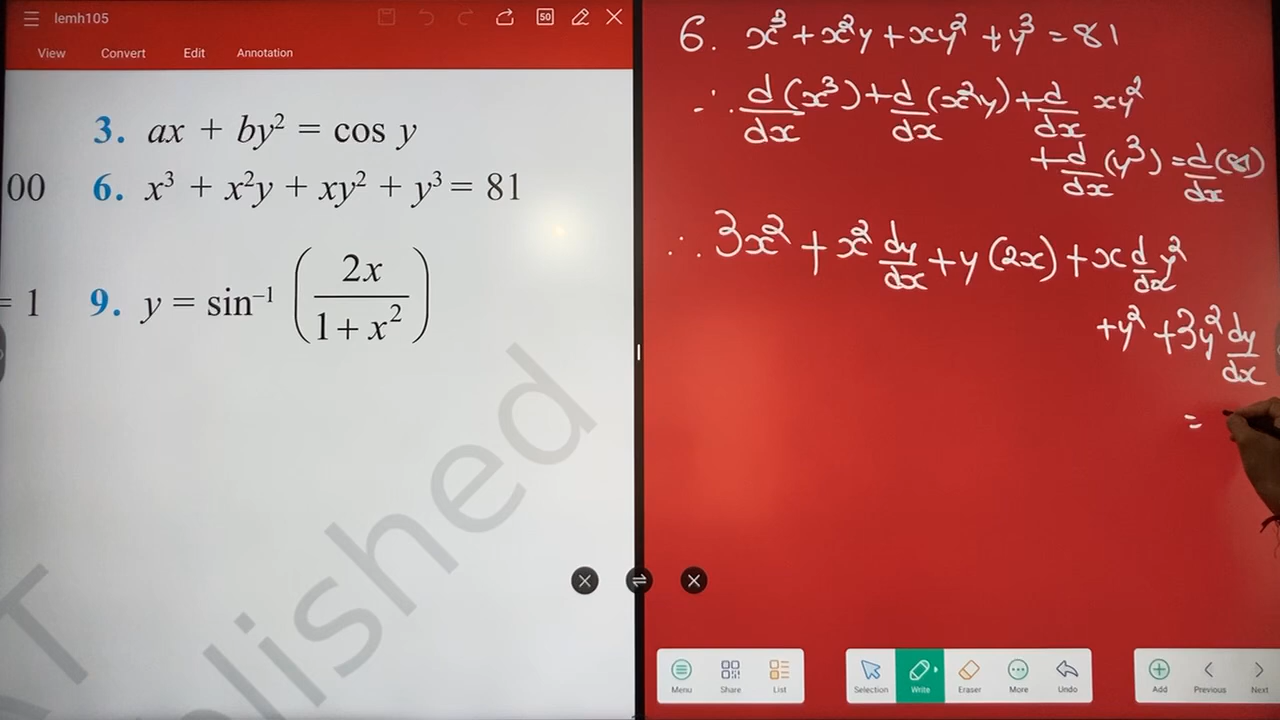 lemh105
50
View Convert Edit Annotation
3. ax + by² = cos y
00 6. x³ + x²y + xy² + y³ = 81
= 1 9. y = sin⁻¹ (2x / 1 + x²)
T
lished
6. x³ + x²y + xy² + y³ = 81
∴ d/dx (x³) + d/dx (x²y) + d/dx xy²
+ d/dx (y³) = d/dx (81)
∴ 3x² + x² dy/dx + y (2x) + x d/dx y²
+ y² + 3y² dy/dx
=
Menu Share List Selection Write Eraser More Undo Add Previous Next